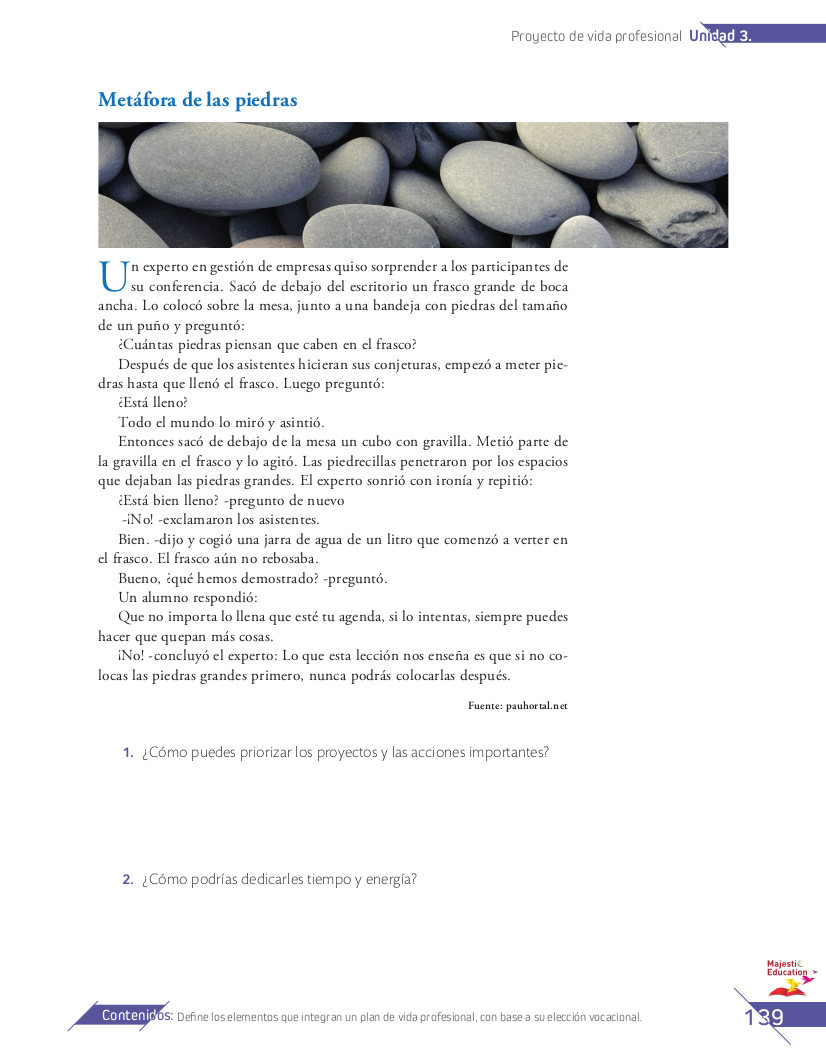 Proyecto de vida profesional Unidad 3.
Metáfora de las piedras
Un experto en gestión de empresas quiso sorprender a los participantes de
su conferencia. Sacó de debajo del escritorio un frasco grande de boca
ancha. Lo colocó sobre la mesa, junto a una bandeja con piedras del tamaño
de un puño y preguntó:
¿Cuántas piedras piensan que caben en el frasco?
Después de que los asistentes hicieran sus conjeturas, empezó a meter pie-
dras hasta que llenó el frasco. Luego preguntó:
¿Está lleno?
Todo el mundo lo miró y asintió.
Entonces sacó de debajo de la mesa un cubo con gravilla. Metió parte de
la gravilla en el frasco y lo agitó. Las piedrecillas penetraron por los espacios
que dejaban las piedras grandes. El experto sonrió con ironía y repitió:
¿Está bien lleno? -pregunto de nuevo
-¡No! -exclamaron los asistentes.
Bien. -dijo y cogió una jarra de agua de un litro que comenzó a verter en
el frasco. El frasco aún no rebosaba.
Bueno, ¿qué hemos demostrado? -preguntó.
Un alumno respondió:
Que no importa lo llena que esté tu agenda, si lo intentas, siempre puedes
hacer que quepan más cosas.
¡No! -concluyó el experto: Lo que esta lección nos enseña es que si no co-
locas las piedras grandes primero, nunca podrás colocarlas después.
Fuente: pauhortal.net
1. ¿Cómo puedes priorizar los proyectos y las acciones importantes?
2. ¿Cómo podrías dedicarles tiempo y energía?
Majestic
Education
Contenidos: Define los elementos que integran un plan de vida profesional, con base a su elección vocacional.
139